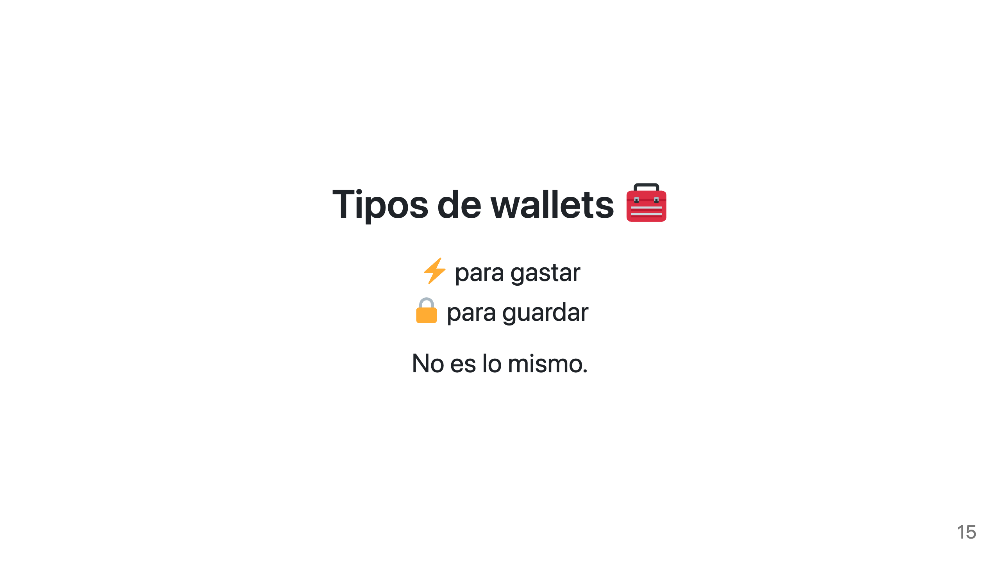 Tipos de wallets 🧰
⚡ para gastar
🔒 para guardar
No es lo mismo.
15